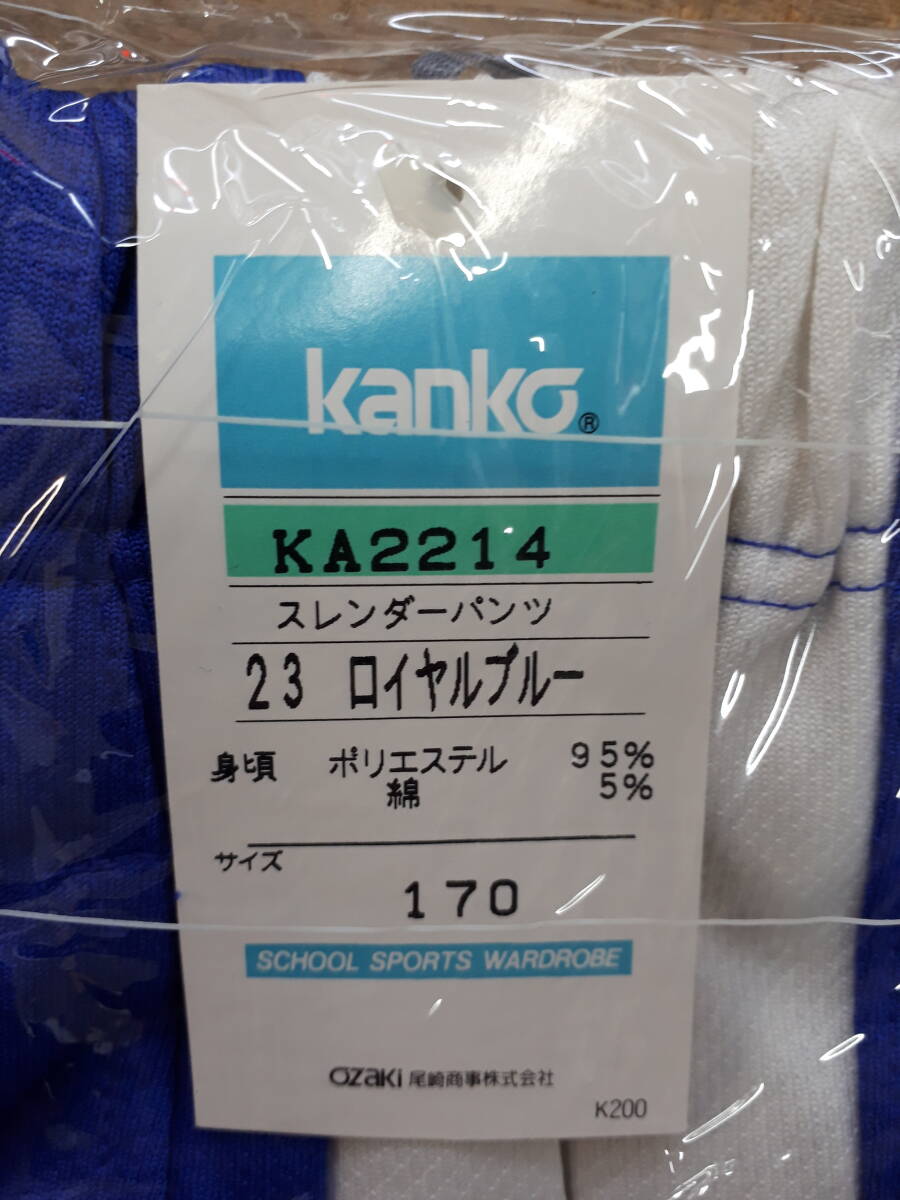 kanko®
KA2214
スレンダーパンツ
23 ロイヤルブルー
身頃 ポリエステル 95%
綿 5%
サイズ
170
SCHOOL SPORTS WARDROBE
OZAKI 尾崎商事株式会社
K200